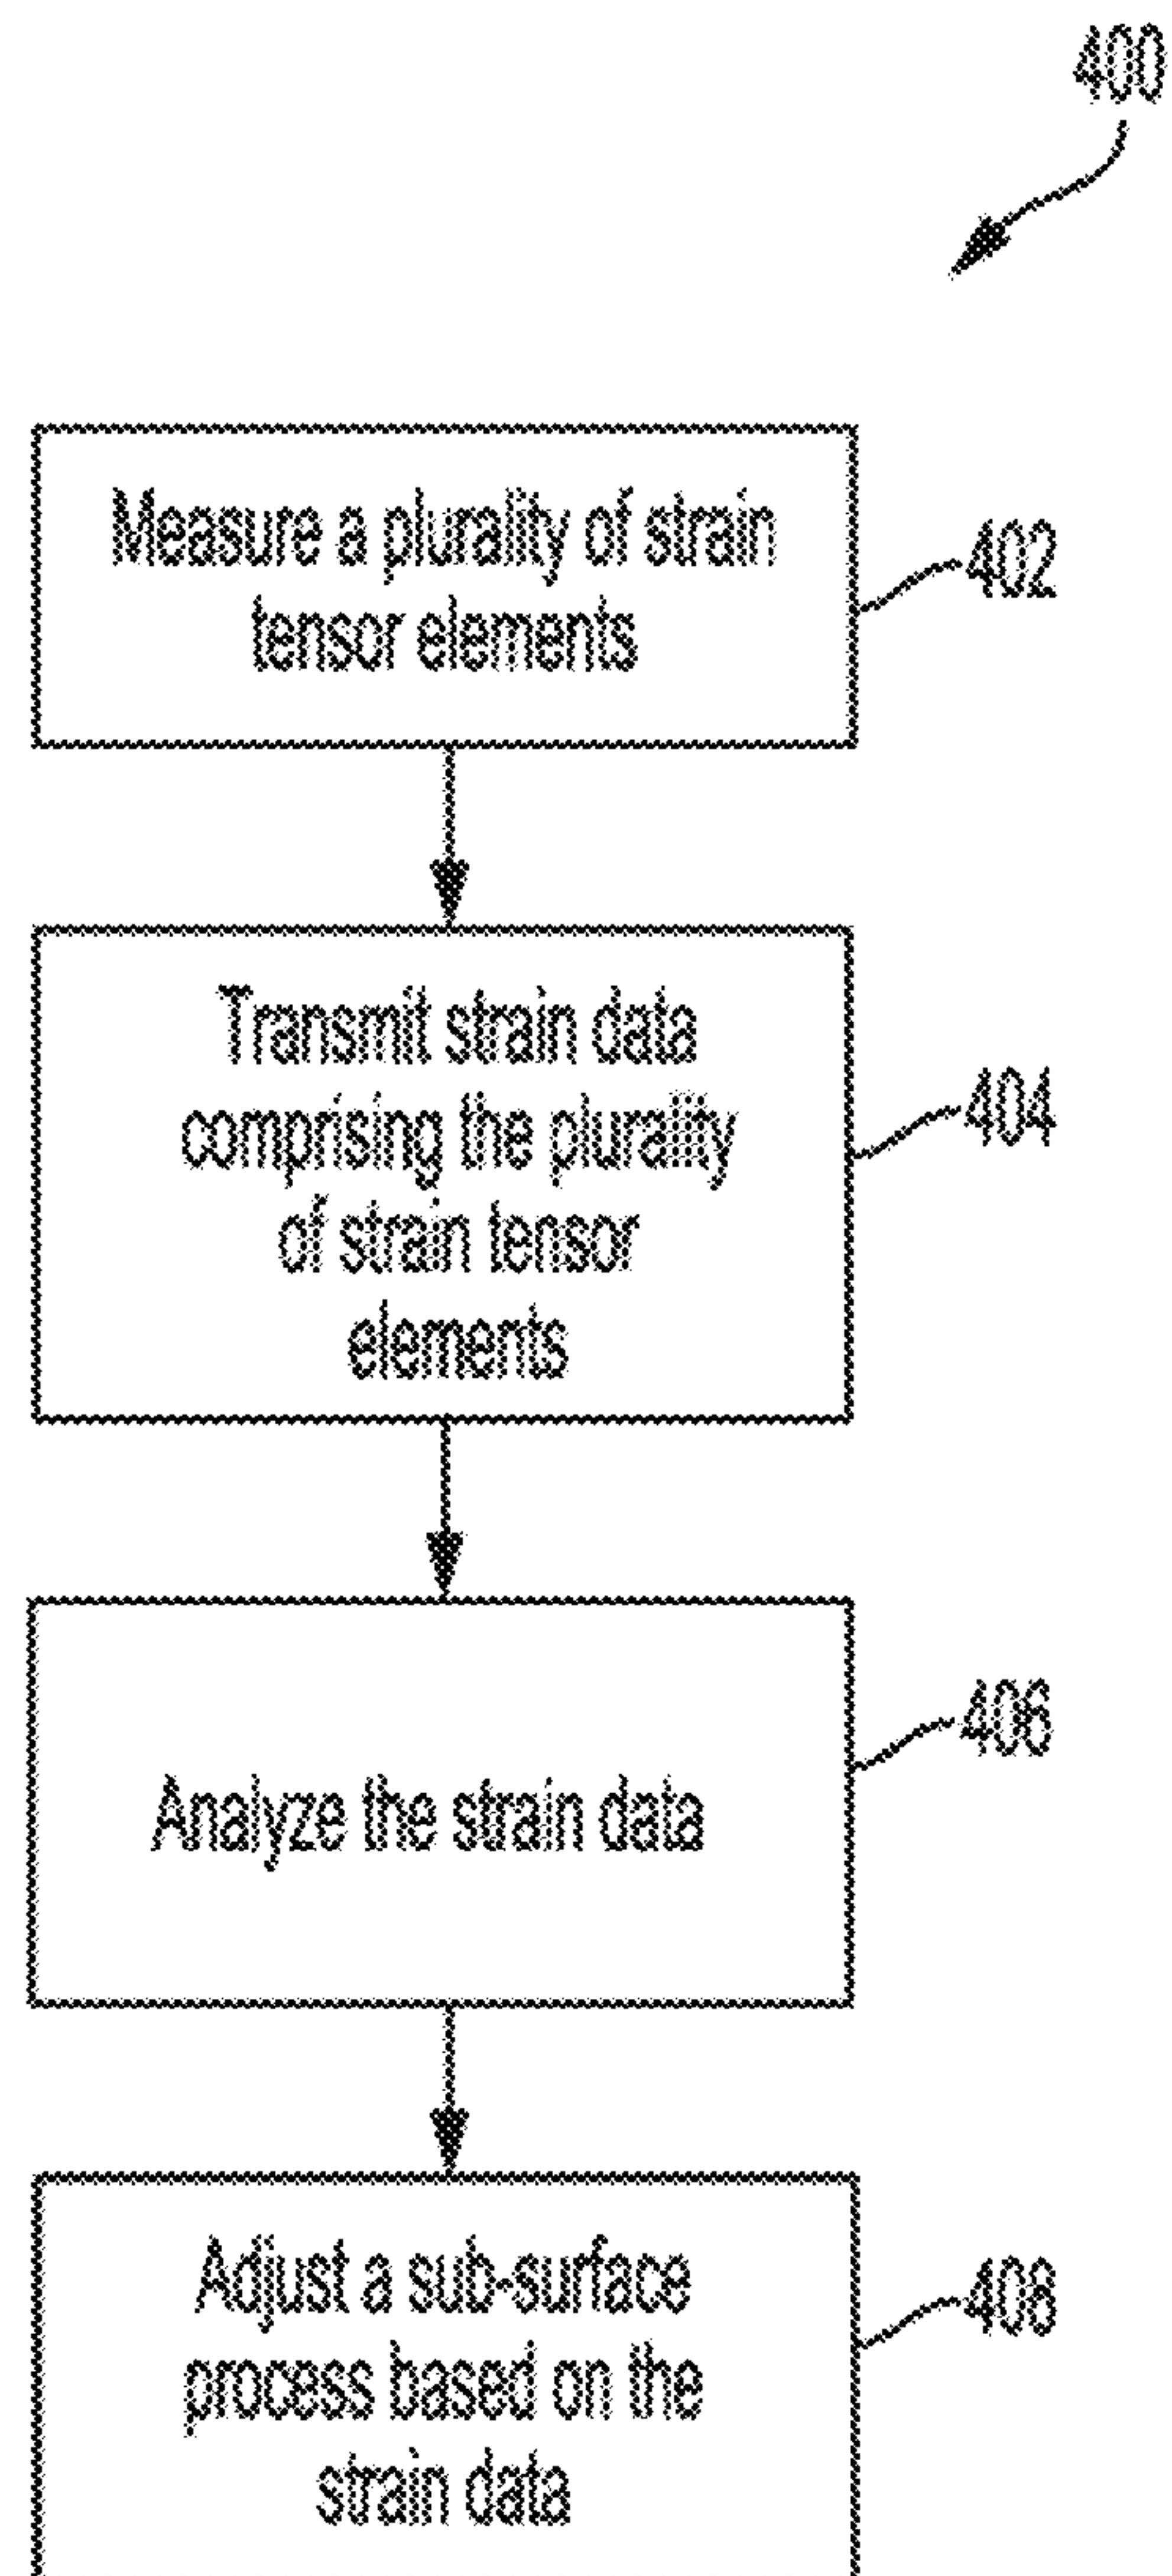 400
Measure a plurality of strain
tensor elements
402
Transmit strain data
comprising the plurality
of strain tensor
elements
404
Analyze the strain data
406
Adjust a sub-surface
process based on the
strain data
408